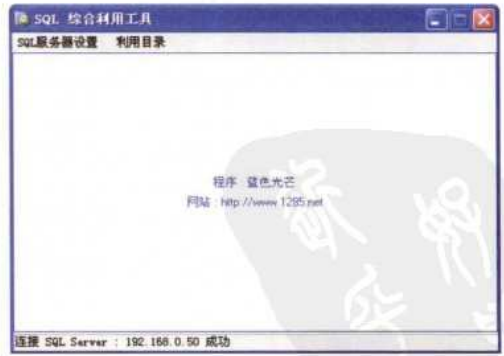 SQL 综合利用工具
SQL服务器设置 利用目录
程序 蓝色光芒
网站 : http://www.1295.net
连接 SQL Server : 192.168.0.50 成功